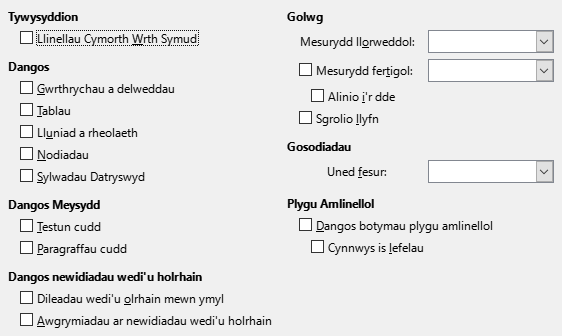 Tywysyddion
Llinellau Cymorth Wrth Symud
Dangos
Gwrthrychau a delweddau
Tablau
Lluniad a rheolaeth
Nodiadau
Sylwadau Datryswyd
Dangos Meysydd
Testun cudd
Paragraffau cudd
Dangos newidiadau wedi'u holrhain
Dileadau wedi'u olrhain mewn ymyl
Awgrymiadau ar newidiadau wedi'u holrhain
Golwg
Mesurydd llorweddol:
Mesurydd fertigol:
Alinio i'r dde
Sgrolio llyfn
Gosodiadau
Uned fesur:
Plygu Amlinellol
Dangos botymau plygu amlinellol
Cynnwys is lefelau